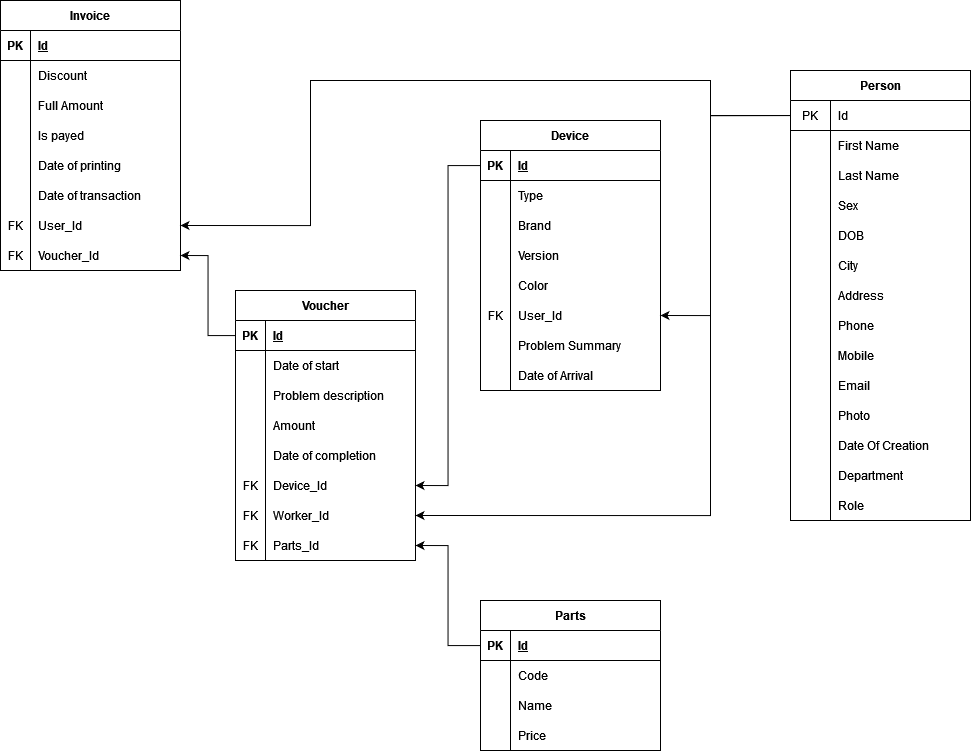 Invoice
PK Id
Discount
Full Amount
Is payed
Date of printing
Date of transaction
FK User_Id
FK Voucher_Id
Voucher
PK Id
Date of start
Problem description
Amount
Date of completion
FK Device_Id
FK Worker_Id
FK Parts_Id
Device
PK Id
Type
Brand
Version
Color
FK User_Id
Problem Summary
Date of Arrival
Parts
PK Id
Code
Name
Price
Person
PK Id
First Name
Last Name
Sex
DOB
City
Address
Phone
Mobile
Email
Photo
Date Of Creation
Department
Role